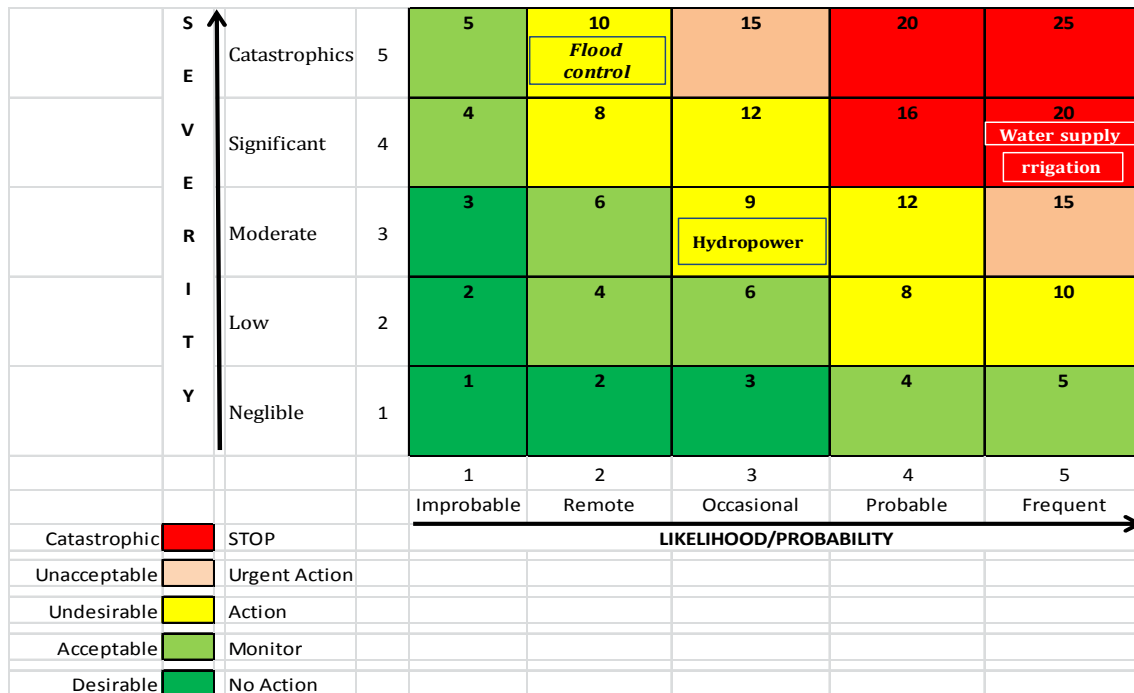 S
E
V
E
R
I
T
Y
Catastrophics 5 5 10 15 20 25
Flood
control
Significant 4 4 8 12 16 20
Water supply
rrigation
Moderate 3 3 6 9 12 15
Hydropower
Low 2 2 4 6 8 10
Neglible 1 1 2 3 4 5
1 2 3 4 5
Improbable Remote Occasional Probable Frequent
LIKELIHOOD/PROBABILITY
Catastrophic STOP
Unacceptable Urgent Action
Undesirable Action
Acceptable Monitor
Desirable No Action